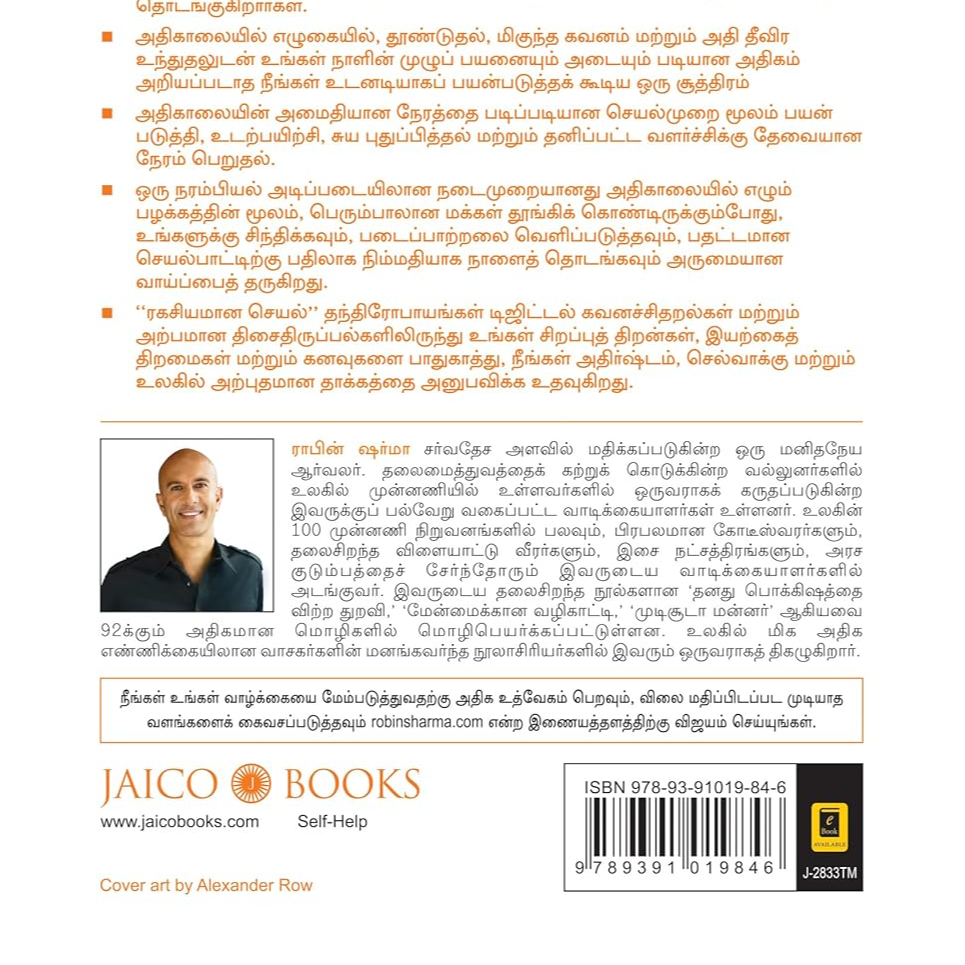 தொடங்குகிறார்கள்.
■ அதிகாலையில் எழுகையில், தூண்டுதல், மிகுந்த கவனம் மற்றும் அதி தீவிர
உந்துதலுடன் உங்கள் நாளின் முழுப் பயனையும் அடையும் படியான அதிகம்
அறியப்படாத நீங்கள் உடனடியாகப் பயன்படுத்தக் கூடிய ஒரு சூத்திரம்
■ அதிகாலையின் அமைதியான நேரத்தை படிப்படியான செயல்முறை மூலம் பயன்
படுத்தி, உடற்பயிற்சி, சுய புதுப்பித்தல் மற்றும் தனிப்பட்ட வளர்ச்சிக்கு தேவையான
நேரம் பெறுதல்.
■ ஒரு நரம்பியல் அடிப்படையிலான நடைமுறையானது அதிகாலையில் எழும்
பழக்கத்தின் மூலம், பெரும்பாலான மக்கள் தூங்கிக் கொண்டிருக்கும்போது,
உங்களுக்கு சிந்திக்கவும், படைப்பாற்றலை வெளிப்படுத்தவும், பதட்டமான
செயல்பாட்டிற்கு பதிலாக நிம்மதியாக நாளைத் தொடங்கவும் அருமையான
வாய்ப்பைத் தருகிறது.
■ “ரகசியமான செயல்” தந்திரோபாயங்கள் டிஜிட்டல் கவனச்சிதறல்கள் மற்றும்
அற்பமான திசைதிருப்பல்களிலிருந்து உங்கள் சிறப்புத் திறன்கள், இயற்கைத்
திறமைகள் மற்றும் கனவுகளை பாதுகாத்து, நீங்கள் அதிர்ஷ்டம், செல்வாக்கு மற்றும்
உலகில் அற்புதமான தாக்கத்தை அனுபவிக்க உதவுகிறது.
ராபின் ஷர்மா சர்வதேச அளவில் மதிக்கப்படுகின்ற ஒரு மனிதநேய
ஆர்வலர். தலைமைத்துவத்தைக் கற்றுக் கொடுக்கின்ற வல்லுனர்களில்
உலகில் முன்னணியில் உள்ளவர்களில் ஒருவராகக் கருதப்படுகின்ற
இவருக்குப் பல்வேறு வகைப்பட்ட வாடிக்கையாளர்கள் உள்ளனர். உலகின்
100 முன்னணி நிறுவனங்களில் பலவும், பிரபலமான கோடீஸ்வரர்களும்,
தலைசிறந்த விளையாட்டு வீரர்களும், இசை நட்சத்திரங்களும், அரச
குடும்பத்தைச் சேர்ந்தோரும் இவருடைய வாடிக்கையாளர்களில்
அடங்குவர். இவருடைய தலைசிறந்த நூல்களான ‘தனது பொக்கிஷத்தை
விற்ற துறவி,’ ‘மேன்மைக்கான வழிகாட்டி,’ ‘முடிசூடா மன்னர்’ ஆகியவை
92க்கும் அதிகமான மொழிகளில் மொழிபெயர்க்கப்பட்டுள்ளன. உலகில் மிக அதிக
எண்ணிக்கையிலான வாசகர்களின் மனங்கவர்ந்த நூலாசிரியர்களில் இவரும் ஒருவராகத் திகழுகிறார்.
நீங்கள் உங்கள் வாழ்க்கையை மேம்படுத்துவதற்கு அதிக உத்வேகம் பெறவும், விலை மதிப்பிடப்பட முடியாத
வளங்களைக் கைவசப்படுத்தவும் robinsharma.com என்ற இணையத்தளத்திற்கு விஜயம் செய்யுங்கள்.
JAICO J BOOKS
www.jaicobooks.com Self-Help
Cover art by Alexander Row
ISBN 978-93-91019-84-6
9 789391 019846
e
Book
AVAILABLE
J-2833TM